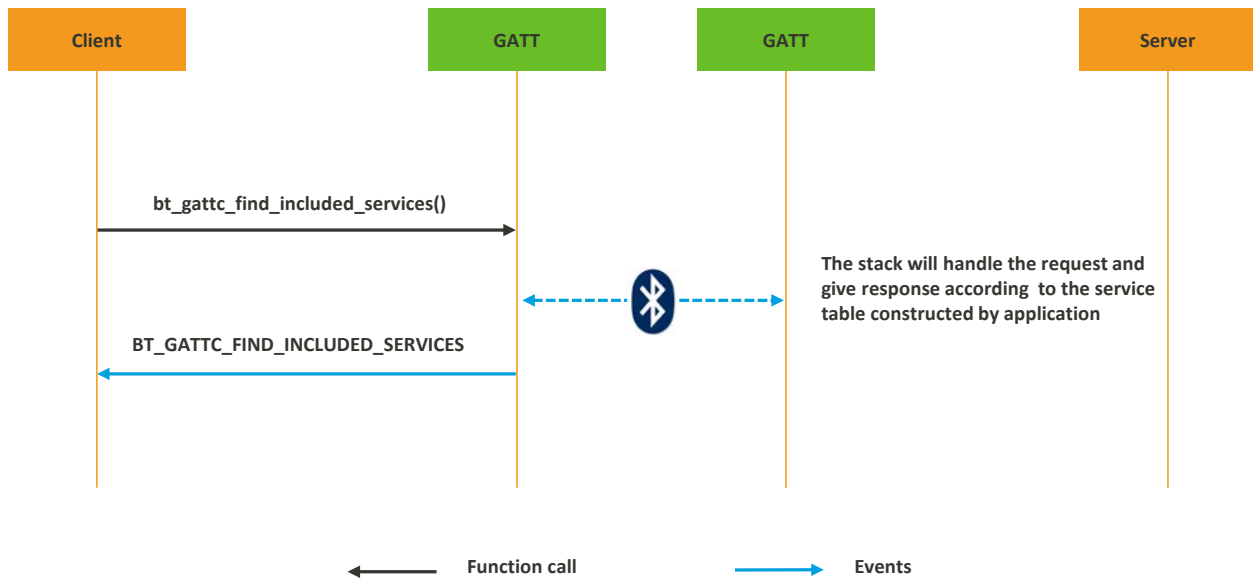 Client
GATT
GATT
Server
bt_gattc_find_included_services()
The stack will handle the request and
give response according to the service
table constructed by application
BT_GATTC_FIND_INCLUDED_SERVICES
Function call
Events